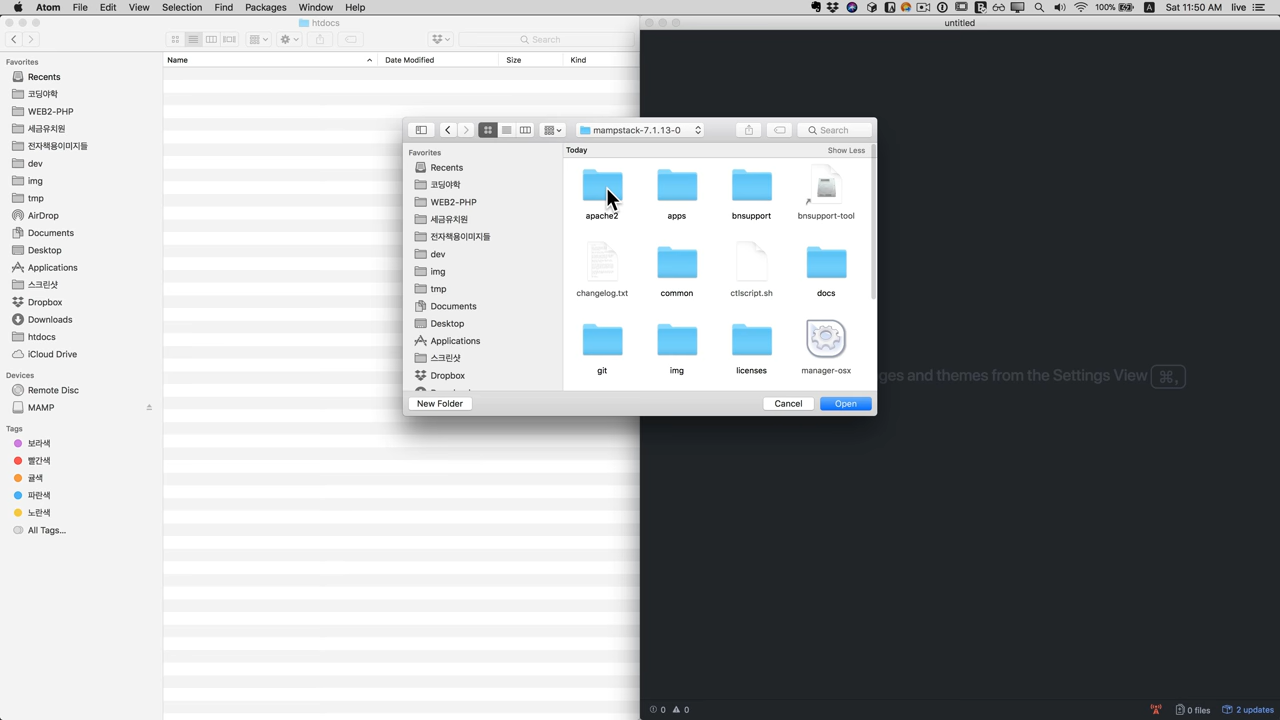 Atom File Edit View Selection Find Packages Window Help
100%
A
Sat 11:50 AM live
htdocs
Search
Name
Date Modified
Size
Kind
Favorites
Recents
코딩야학
WEB2-PHP
세금유치원
전자책용이미지들
dev
img
tmp
AirDrop
Documents
Desktop
Applications
스크린샷
Dropbox
Downloads
htdocs
iCloud Drive
Devices
Remote Disc
MAMP
Tags
보라색
빨간색
귤색
파란색
노란색
All Tags...
mampstack-7.1.13-0
Search
Favorites
Recents
코딩야학
WEB2-PHP
세금유치원
전자책용이미지들
dev
img
tmp
Documents
Desktop
Applications
스크린샷
Dropbox
Today
Show Less
apache2
apps
bnsupport
bnsupport-tool
changelog.txt
common
ctlscript.sh
docs
git
img
licenses
manager-osx
New Folder
Cancel
Open
untitled
ges and themes from the Settings View ⌘,
0
0
0 files
2 updates